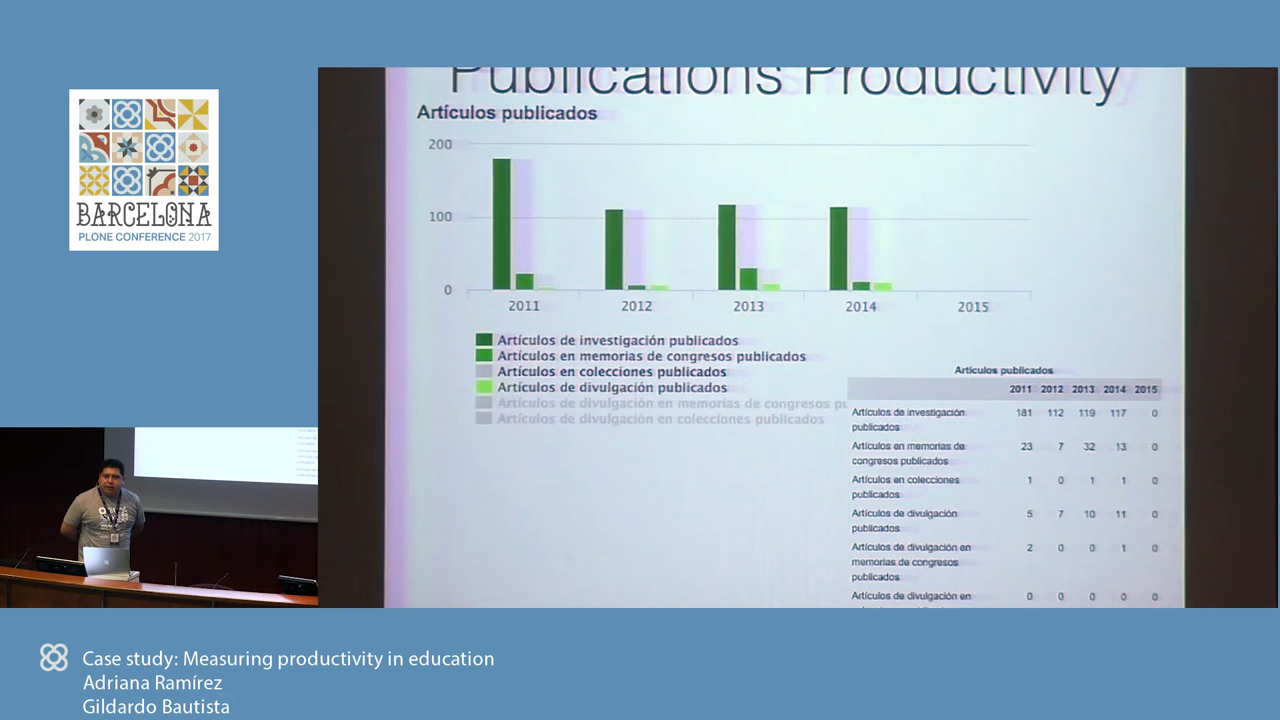 BARCELONA
PLONE CONFERENCE 2017
Publications Productivity
Artículos publicados
200
100
0
2011 2012 2013 2014 2015
Artículos de investigación publicados
Artículos en memorias de congresos publicados
Artículos en colecciones publicados
Artículos de divulgación publicados
Artículos de divulgación en memorias de congresos pu
Artículos de divulgación en colecciones publicados
Artículos publicados
2011 2012 2013 2014 2015
Artículos de investigación 181 112 119 117 0
publicados
Artículos en memorias de 23 7 32 13 0
congresos publicados
Artículos en colecciones 1 0 1 1 0
publicados
Artículos de divulgación 5 7 10 11 0
publicados
Artículos de divulgación en 2 0 0 1 0
memorias de congresos
publicados
Artículos de divulgación en 0 0 0 0 0
Case study: Measuring productivity in education
Adriana Ramírez
Gildardo Bautista